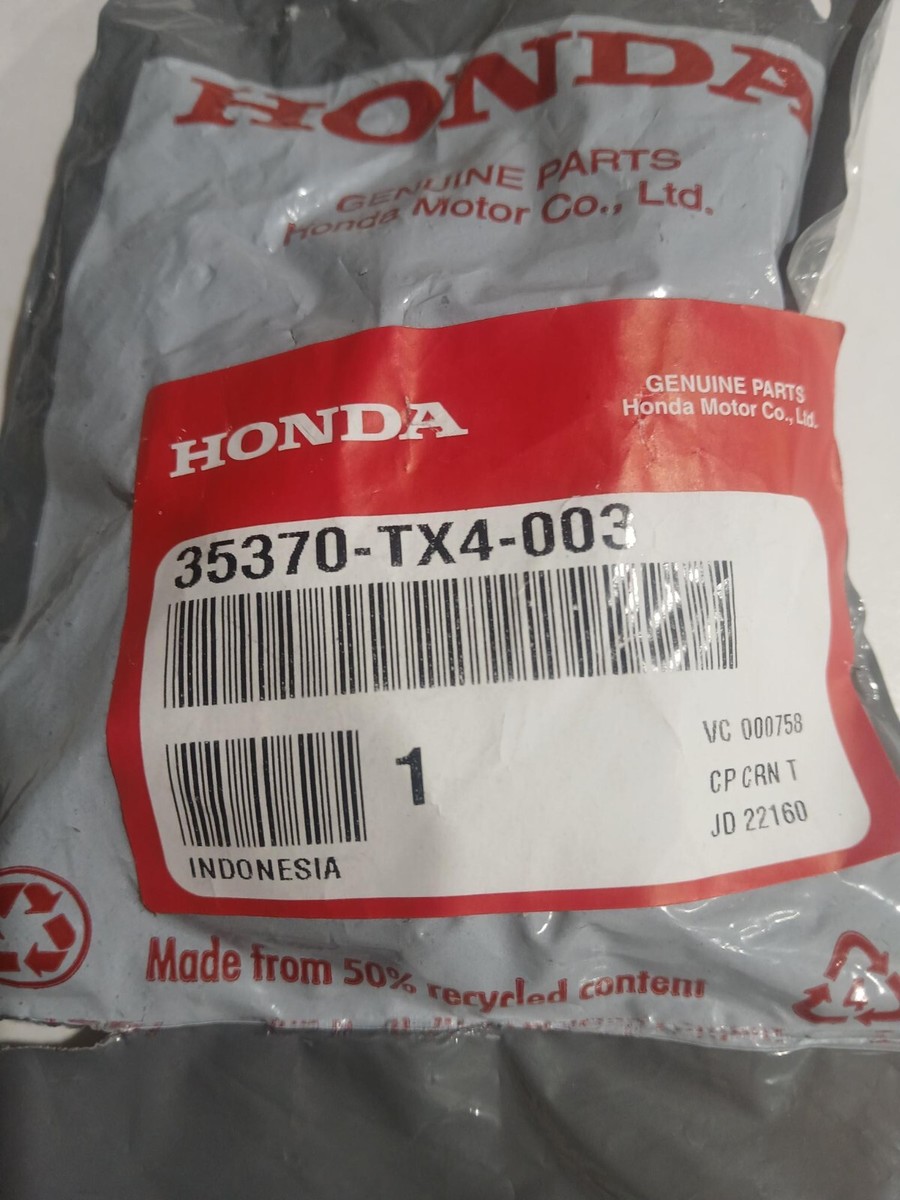 HONDA
GENUINE PARTS
Honda Motor Co., Ltd.
HONDA
GENUINE PARTS
Honda Motor Co., Ltd.
35370-TX4-003
1
VC 000758
CP CRN T
JD 22160
INDONESIA
Made from 50% recycled content
4